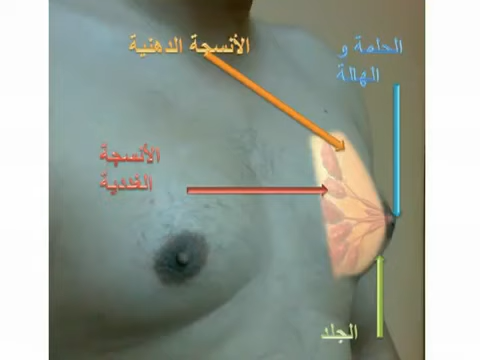 الأنسجة الدهنية
الحلمة و
الهالة
الأنسجة
الغددية
الجلد